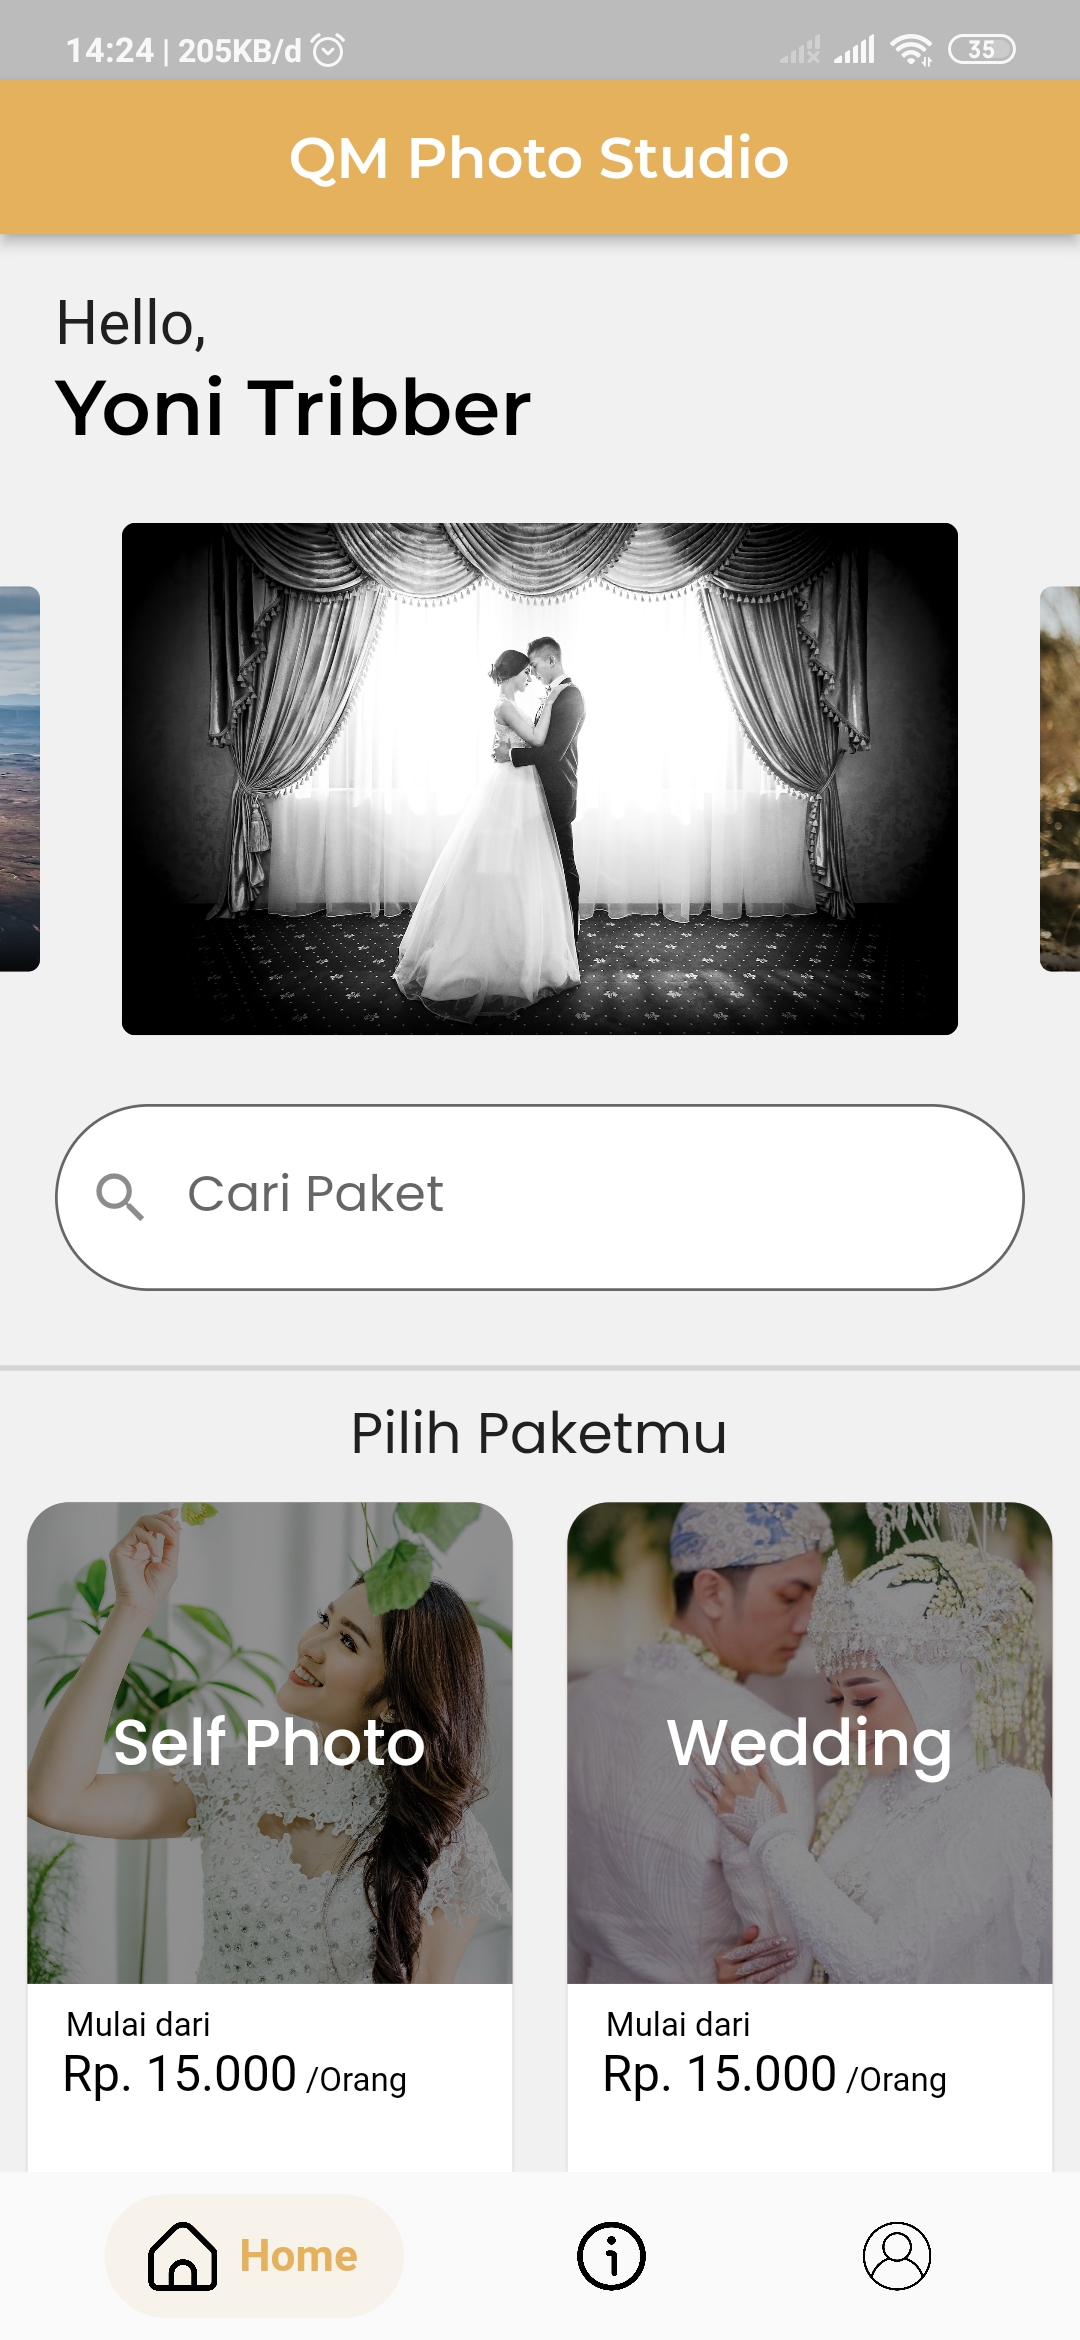 14:24 | 205KB/d
35
QM Photo Studio
Hello,
Yoni Tribber
Cari Paket
Pilih Paketmu
Self Photo
Mulai dari
Rp. 15.000 /Orang
Wedding
Mulai dari
Rp. 15.000 /Orang
Home